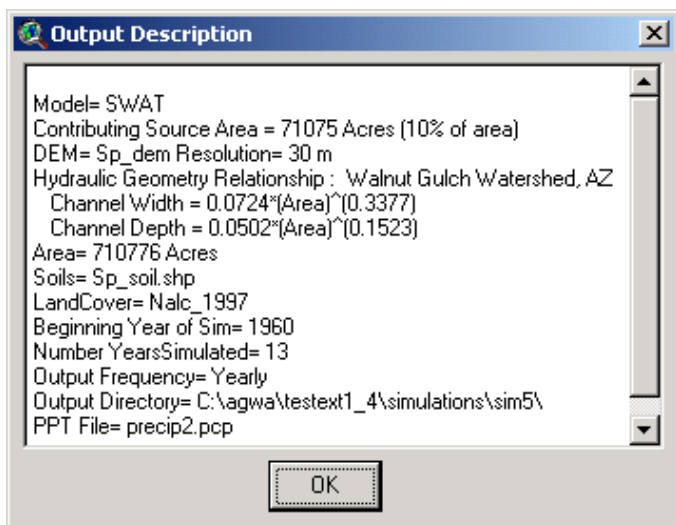 Output Description
Model= SWAT
Contributing Source Area = 71075 Acres (10% of area)
DEM= Sp_dem Resolution= 30 m
Hydraulic Geometry Relationship :  Walnut Gulch Watershed, AZ
Channel Width = 0.0724*(Area)^(0.3377)
Channel Depth = 0.0502*(Area)^(0.1523)
Area= 710776 Acres
Soils= Sp_soil.shp
LandCover= Nalc_1997
Beginning Year of Sim= 1960
Number YearsSimulated= 13
Output Frequency= Yearly
Output Directory= C:\agwa\testext1_4\simulations\sim5\
PPT File= precip2.pcp
OK